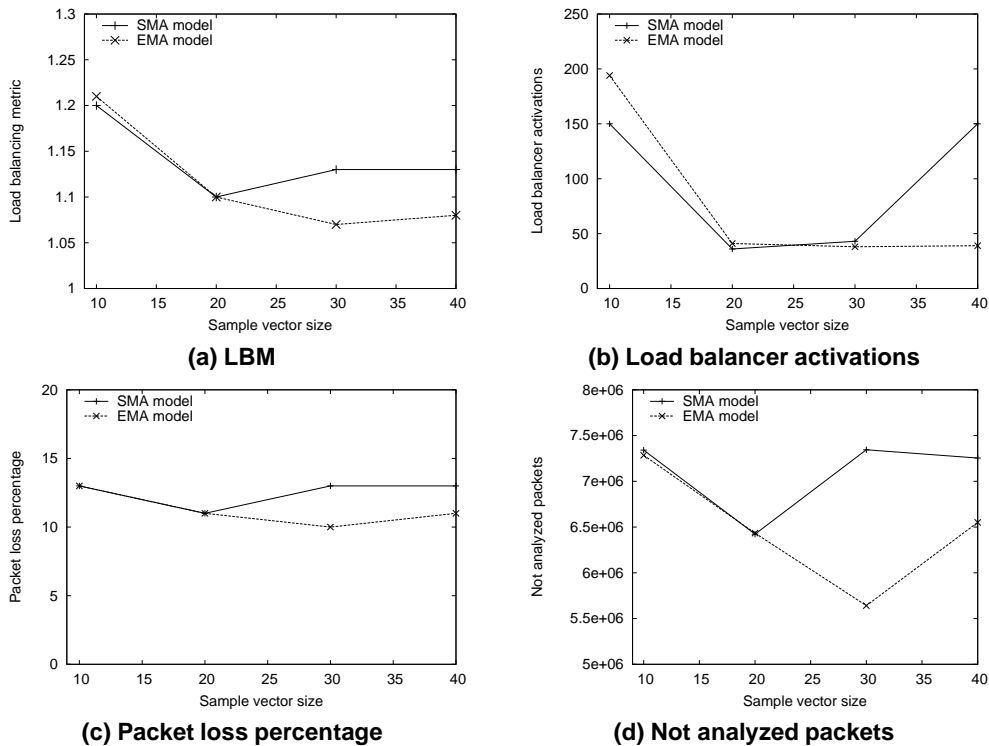 1.3
1.25
1.2
1.15
1.1
1.05
1
10 15 20 25 30 35 40
Load balancing metric
Sample vector size
SMA model
EMA model
(a) LBM
250
200
150
100
50
0
10 15 20 25 30 35 40
Load balancer activations
Sample vector size
SMA model
EMA model
(b) Load balancer activations
20
15
10
5
0
10 15 20 25 30 35 40
Packet loss percentage
Sample vector size
SMA model
EMA model
(c) Packet loss percentage
8e+06
7.5e+06
7e+06
6.5e+06
6e+06
5.5e+06
5e+06
10 15 20 25 30 35 40
Not analyzed packets
Sample vector size
SMA model
EMA model
(d) Not analyzed packets